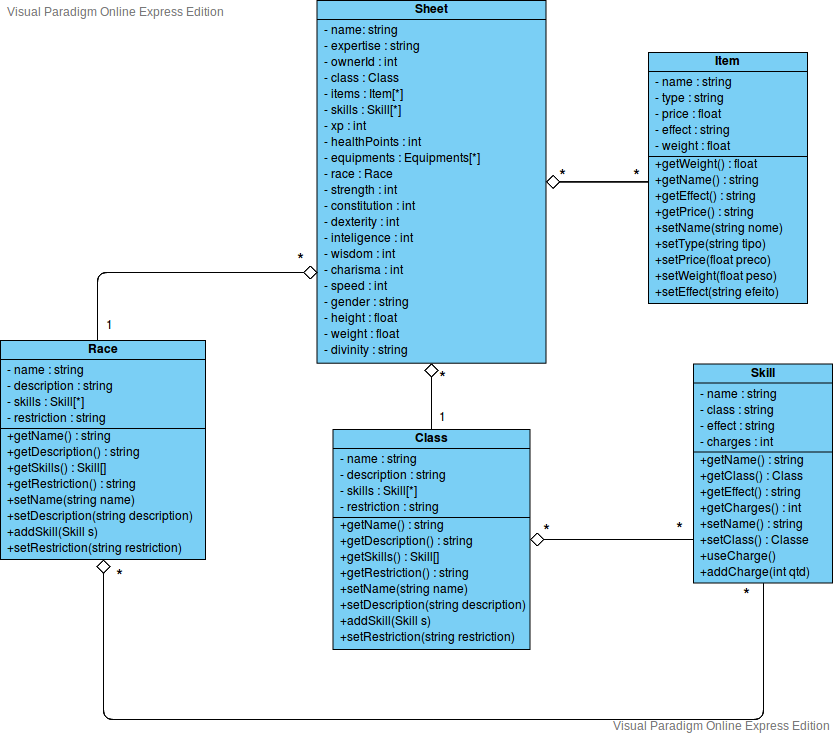 Visual Paradigm Online Express Edition
Sheet
- name: string
- expertise : string
- ownerId : int
- class : Class
- items : Item[*]
- skills : Skill[*]
- xp : int
- healthPoints : int
- equipments : Equipments[*]
- race : Race
- strength : int
- constitution : int
- dexterity : int
- inteligence : int
- wisdom : int
- charisma : int
- speed : int
- gender : string
- height : float
- weight : float
- divinity : string
Item
- name : string
- type : string
- price : float
- effect : string
- weight : float
+getWeight() : float
+getName() : string
+getEffect() : string
+getPrice() : string
+setName(string nome)
+setType(string tipo)
+setPrice(float preco)
+setWeight(float peso)
+setEffect(string efeito)
*
*
*
1
Race
- name : string
- description : string
- skills : Skill[*]
- restriction : string
+getName() : string
+getDescription() : string
+getSkills() : Skill[]
+getRestriction() : string
+setName(string name)
+setDescription(string description)
+addSkill(Skill s)
+setRestriction(string restriction)
*
*
1
Class
- name : string
- description : string
- skills : Skill[*]
- restriction : string
+getName() : string
+getDescription() : string
+getSkills() : Skill[]
+getRestriction() : string
+setName(string name)
+setDescription(string description)
+addSkill(Skill s)
+setRestriction(string restriction)
*
*
Skill
- name : string
- class : string
- effect : string
- charges : int
+getName() : string
+getClass() : Class
+getEffect() : string
+getCharges() : int
+setName() : string
+setClass() : Classe
+useCharge()
+addCharge(int qtd)
*
Visual Paradigm Online Express Edition